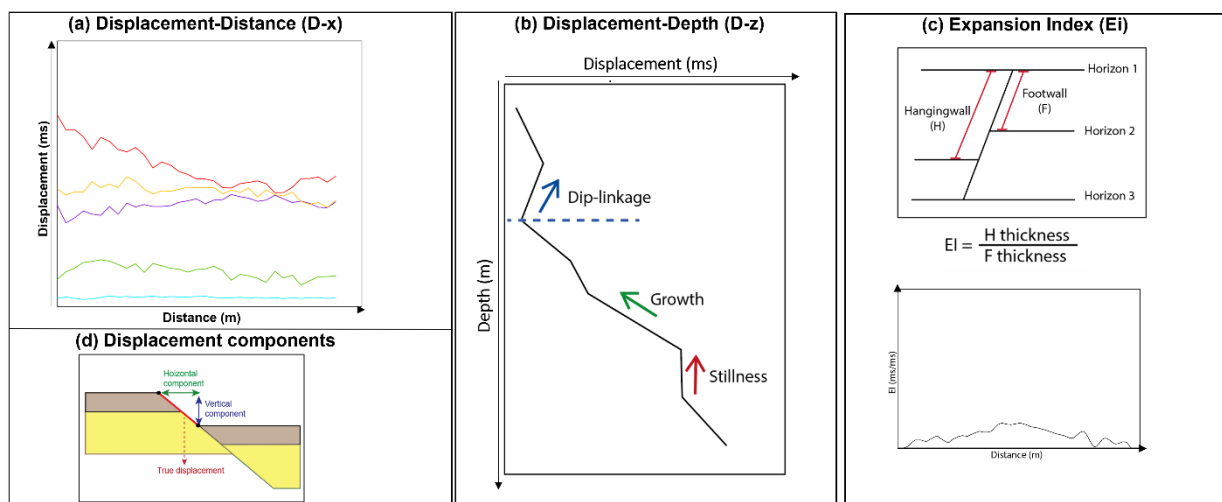 (a) Displacement-Distance (D-x)
Displacement (ms)
Distance (m)
(d) Displacement components
Hoizontal
component
Vertical
component
True displacement
(b) Displacement-Depth (D-z)
Displacement (ms)
Depth (m)
Dip-linkage
Growth
Stillness
(c) Expansion Index (Ei)
Horizon 1
Hangingwall
(H)
Footwall
(F)
Horizon 2
Horizon 3
EI = H thickness
F thickness
EI (ms/ms)
Distance (m)